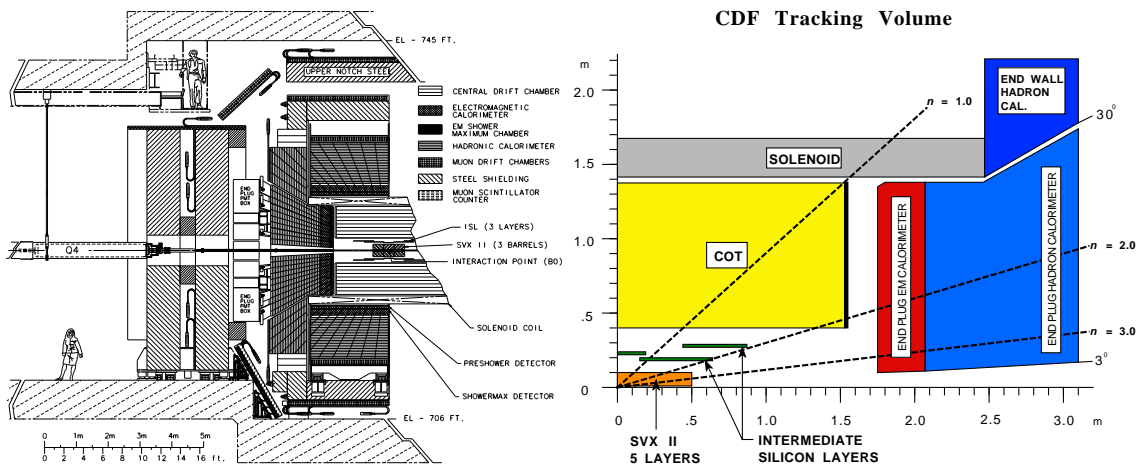 EL - 745 FT.
UPPER NOTCH STEEL
CENTRAL DRIFT CHAMBER
ELECTROMAGNETIC
CALORIMETER
EM SHOWER
MAXIMUM CHAMBER
HADRONIC CALORIMETER
MUON DRIFT CHAMBERS
STEEL SHIELDING
MUON SCINTILLATOR
COUNTER
END
PLUG
PMT
BOX
ISL (3 LAYERS)
SVX II (3 BARRELS)
INTERACTION POINT (B0)
Q4
END
PLUG
PMT
BOX
SOLENOID COIL
PRESHOWER DETECTOR
SHOWERMAX DETECTOR
EL - 706 FT.
0 1m 2m 3m 4m 5m
0 2 4 6 8 10 12 14 16 ft.
CDF Tracking Volume
m
2.0
1.5
1.0
.5
0
END WALL
HADRON
CAL.
n = 1.0
30°
SOLENOID
COT
END PLUG EM CALORIMETER
END PLUG HADRON CALORIMETER
n = 2.0
n = 3.0
3°
0 .5 1.0 1.5 2.0 2.5 3.0 m
SVX II
5 LAYERS
INTERMEDIATE
SILICON LAYERS